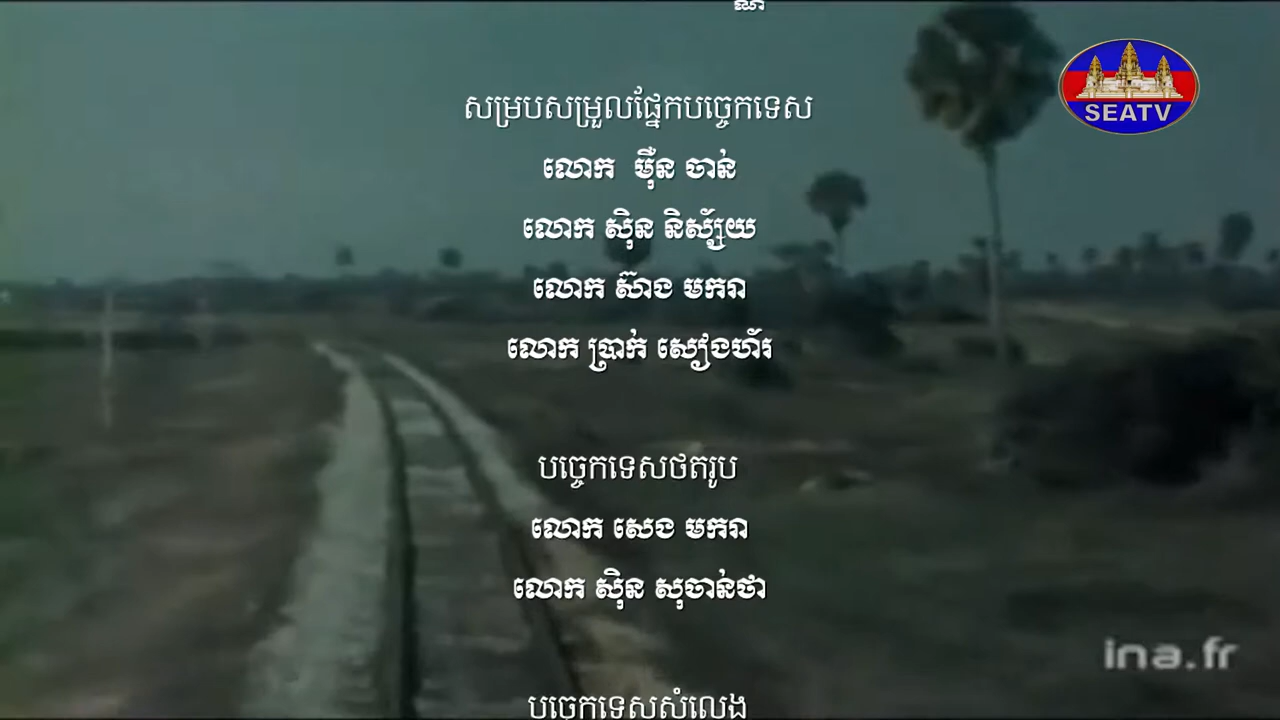 SEATV
សម្របសម្រួលផ្នែកបច្ចេកទេស
លោក ម៉ឺន ចាន់
លោក ស៊ិន និស្ស័យ
លោក ស៊ាង មករា
លោក ប្រាក់ សៀងហ័រ
បច្ចេកទេសថតរូប
លោក សេង មករា
លោក ស៊ិន សុចាន់ថា
ina.fr
បច្ចេកទេសសំលេង